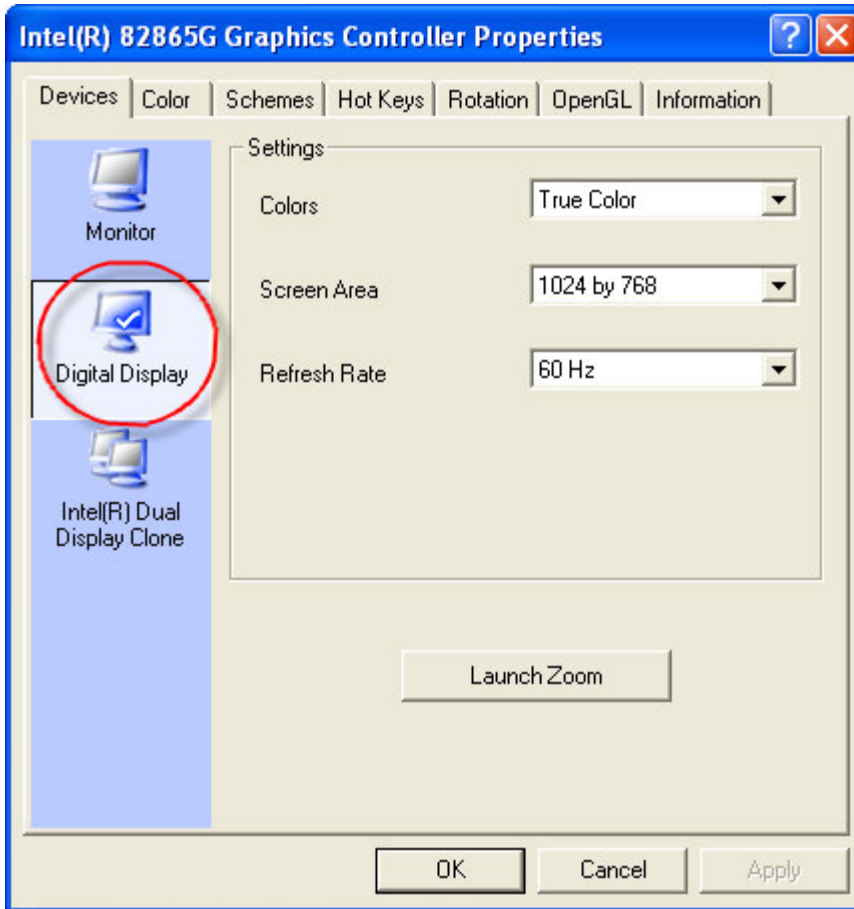 Intel(R) 82865G Graphics Controller Properties
Devices Color Schemes Hot Keys Rotation OpenGL Information
Monitor
Digital Display
Intel(R) Dual
Display Clone
Settings
Colors True Color
Screen Area 1024 by 768
Refresh Rate 60 Hz
Launch Zoom
OK Cancel Apply